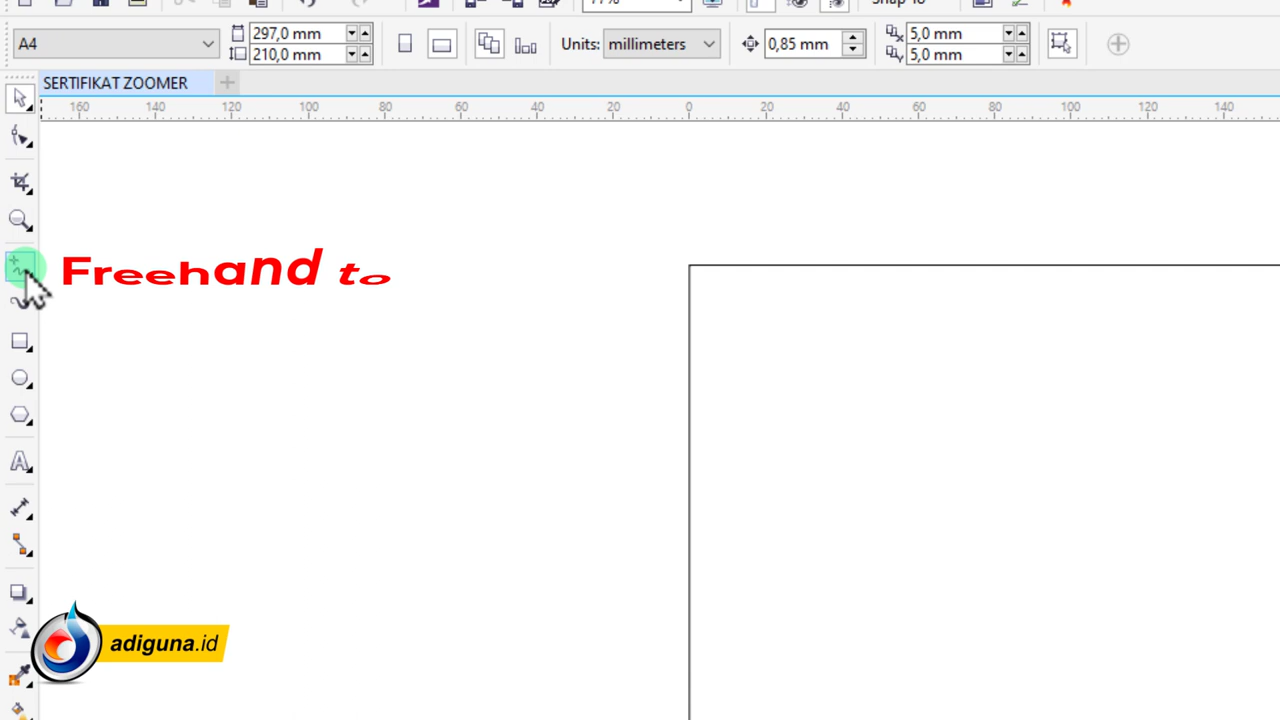 A4
297,0 mm
210,0 mm
Units: millimeters
0,85 mm
5,0 mm
5,0 mm
SERTIFIKAT ZOOMER
160 140 120 100 80 60 40 20 0 20 40 60 80 100 120 140
Freehand to
adiguna.id